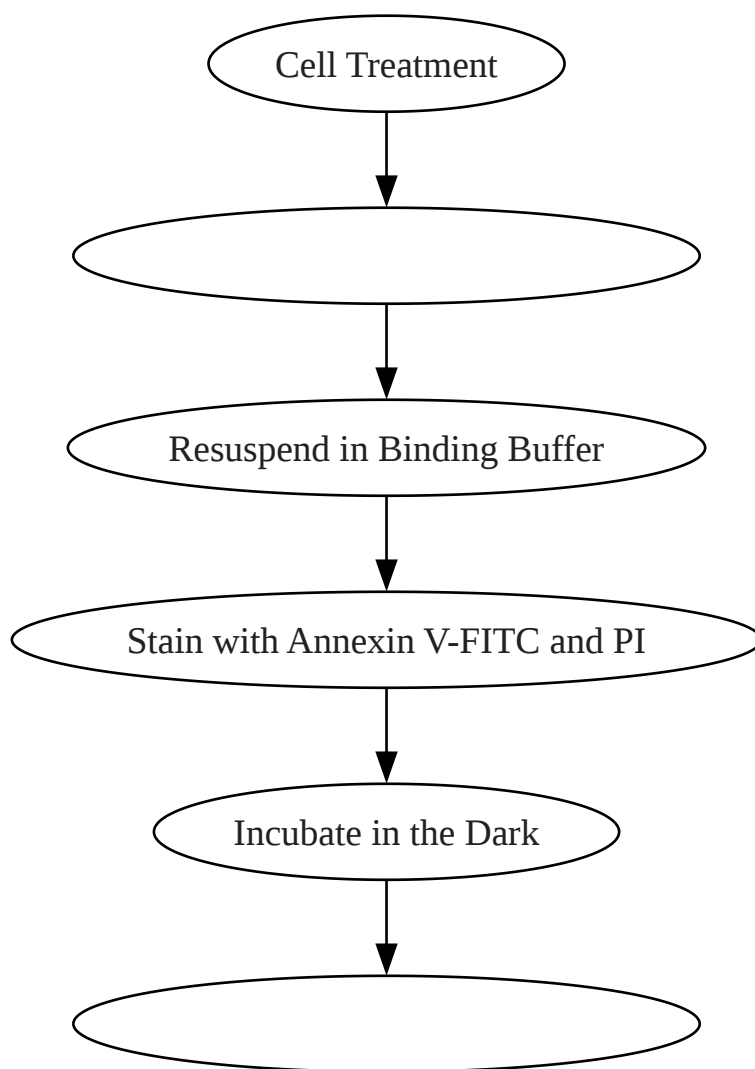 Cell Treatment
Resuspend in Binding Buffer
Stain with Annexin V-FITC and PI
Incubate in the Dark